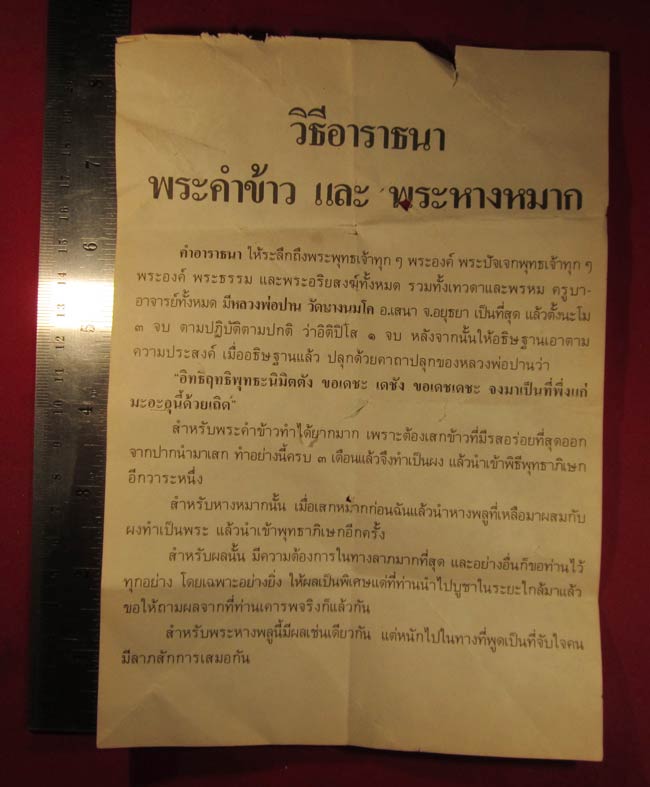 วิธีอาราธนา
พระคำข้าว และ พระหางหมาก
คำอาราธนา ให้ระลึกถึงพระพุทธเจ้าทุก ๆ พระองค์ พระปัจเจกพุทธเจ้าทุก ๆ
พระองค์ พระธรรม และพระอริยสงฆ์ทั้งหมด รวมทั้งเทวดาและพรหม ครูบา-
อาจารย์ทั้งหมด มีหลวงพ่อปาน วัดบางนมโค อ.เสนา จ.อยุธยา เป็นที่สุด แล้วตั้งนะโม
๓ จบ ตามปฏิบัติตามปกติ ว่าอิติปิโส ๑ จบ หลังจากนั้นให้อธิษฐานเอาตาม
ความประสงค์ เมื่ออธิษฐานแล้ว ปลุกด้วยคาถาปลุกของหลวงพ่อปานว่า
"อิทธิฤทธิพุทธะนิมิตตัง ขอเดชะ เดชัง ขอเดชเดชะ จงมาเป็นที่พึ่งแก่
มะอะอุนี้ด้วยเถิด"
สำหรับพระคำข้าวทำได้ยากมาก เพราะต้องเสกข้าวที่มีรสอร่อยที่สุดออก
จากปากนำมาเสก ทำอย่างนี้ครบ ๓ เดือนแล้วจึงทำเป็นผง แล้วนำเข้าพิธีพุทธาภิเษก
อีกวาระหนึ่ง
สำหรับหางหมากนั้น เมื่อเสกหมากก่อนฉันแล้วนำหางพลูที่เหลือมาผสมกับ
ผงทำเป็นพระ แล้วนำเข้าพุทธาภิเษกอีกครั้ง
สำหรับผลนั้น มีความต้องการในทางลาภมากที่สุด และอย่างอื่นก็ขอท่านไว้
ทุกอย่าง โดยเฉพาะอย่างยิ่ง ให้ผลเป็นพิเศษแด่ที่ท่านนำไปบูชาในระยะใกล้มาแล้ว
ขอให้ถามผลจากที่ท่านเคารพจริงก็แล้วกัน
สำหรับพระหางพลูนี้มีผลเช่นเดียวกัน แต่หนักไปในทางที่พูดเป็นที่จับใจคน
มีลาภสักการเสมอกัน